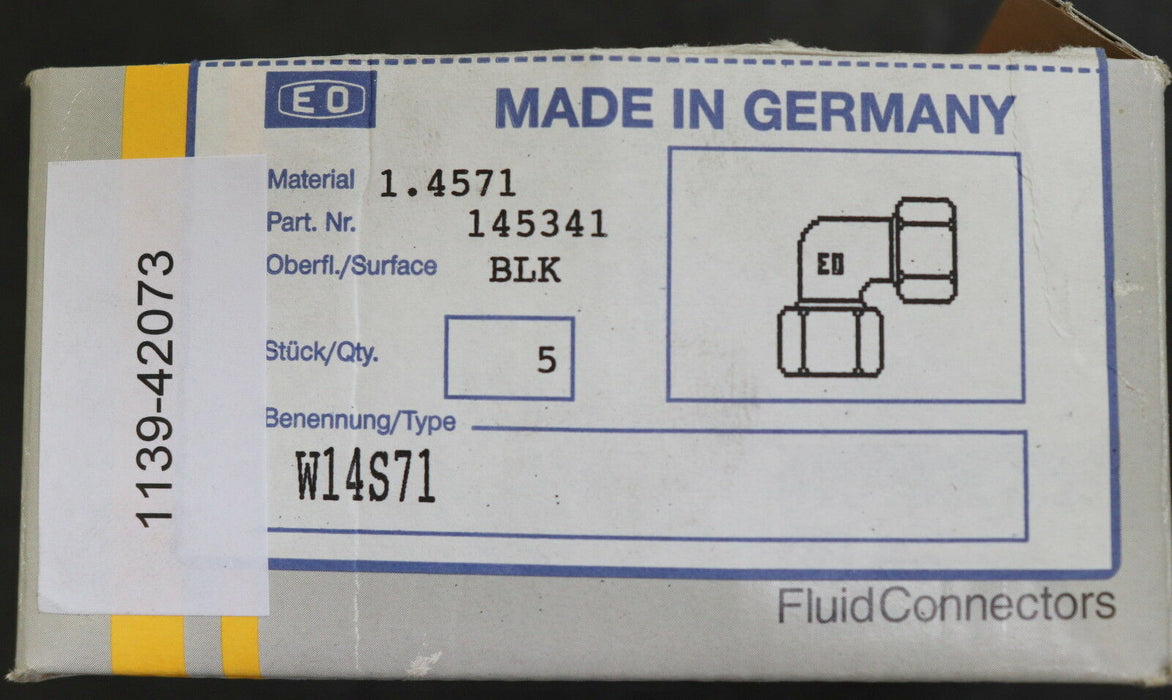 EO
MADE IN GERMANY
Material 1.4571
Part. Nr. 145341
Oberfl./Surface BLK
EO
Stück/Qty. 5
Benennung/Type
W14S71
1139-42073
FluidConnectors